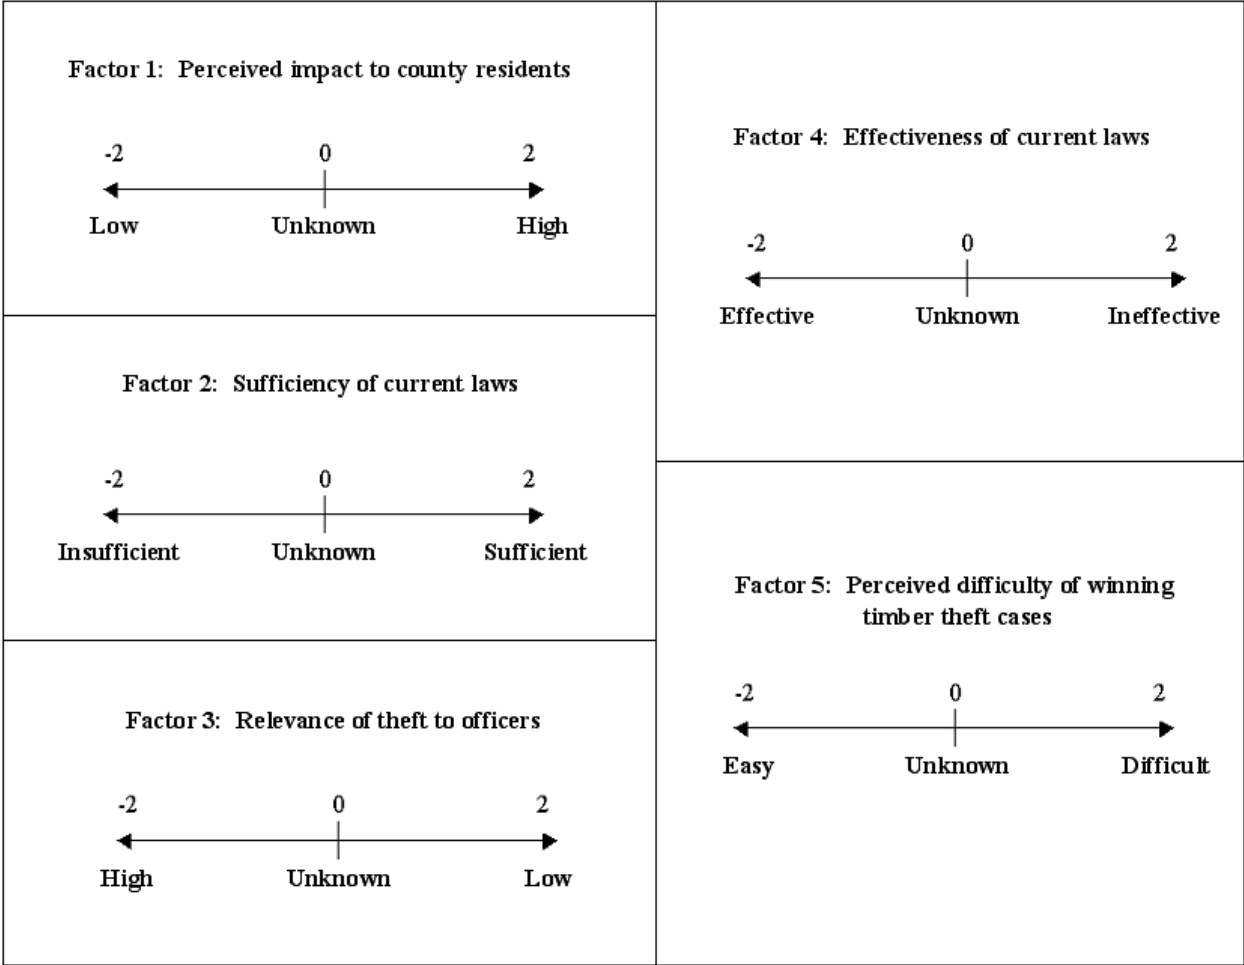 Factor 1: Perceived impact to county residents
-2 0 2
Low Unknown High
Factor 2: Sufficiency of current laws
-2 0 2
Insufficient Unknown Sufficient
Factor 3: Relevance of theft to officers
-2 0 2
High Unknown Low
Factor 4: Effectiveness of current laws
-2 0 2
Effective Unknown Ineffective
Factor 5: Perceived difficulty of winning
timber theft cases
-2 0 2
Easy Unknown Difficult